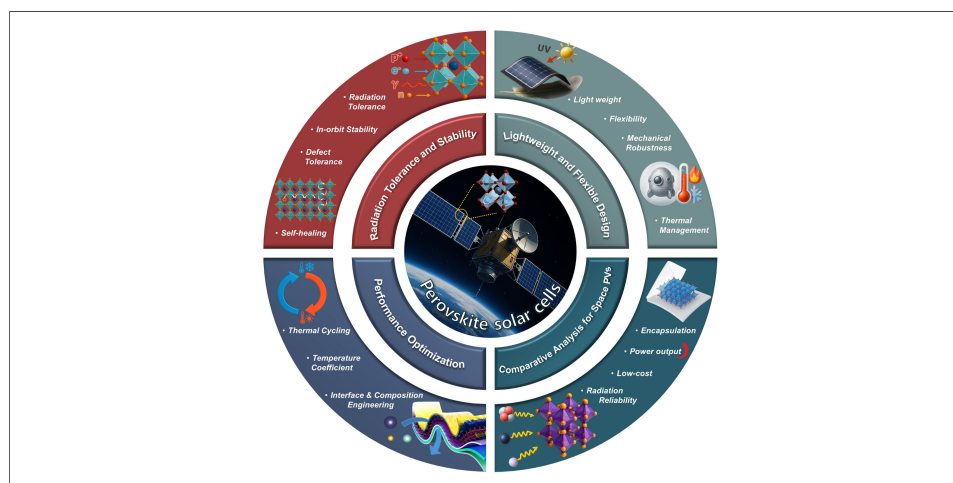 • Radiation
Tolerance
• In-orbit Stability
• Defect
Tolerance
• Self-healing
Radiation Tolerance and Stability
UV
• Light weight
• Flexibility
• Mechanical
Robustness
• Thermal
Management
Lightweight and Flexible Design
Perovskite solar cells
• Thermal Cycling
• Temperature
Coefficient
• Interface & Composition
Engineering
Performance Optimization
Comparative Analysis for Space PVs
• Encapsulation
• Power output
• Low-cost
• Radiation
Reliability